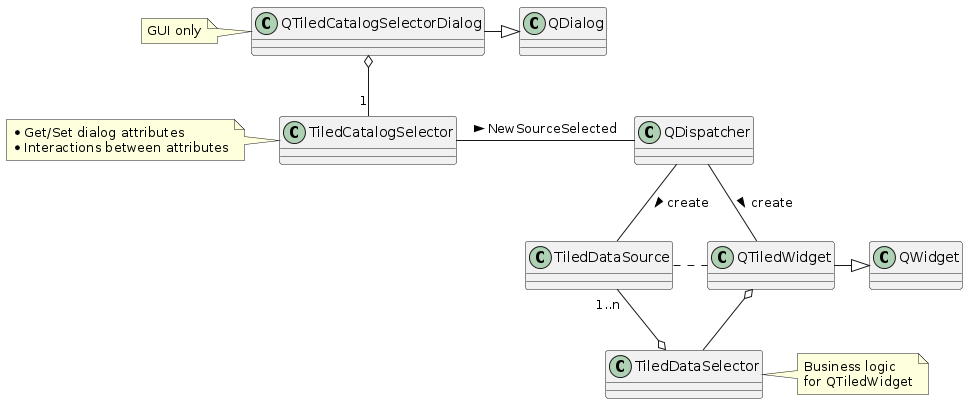 GUI only
C QTiledCatalogSelectorDialog
C QDialog
1
• Get/Set dialog attributes
• Interactions between attributes
C TiledCatalogSelector
NewSourceSelected
C QDispatcher
create
create
C TiledDataSource
C QTiledWidget
C QWidget
1..n
C TiledDataSelector
Business logic
for QTiledWidget